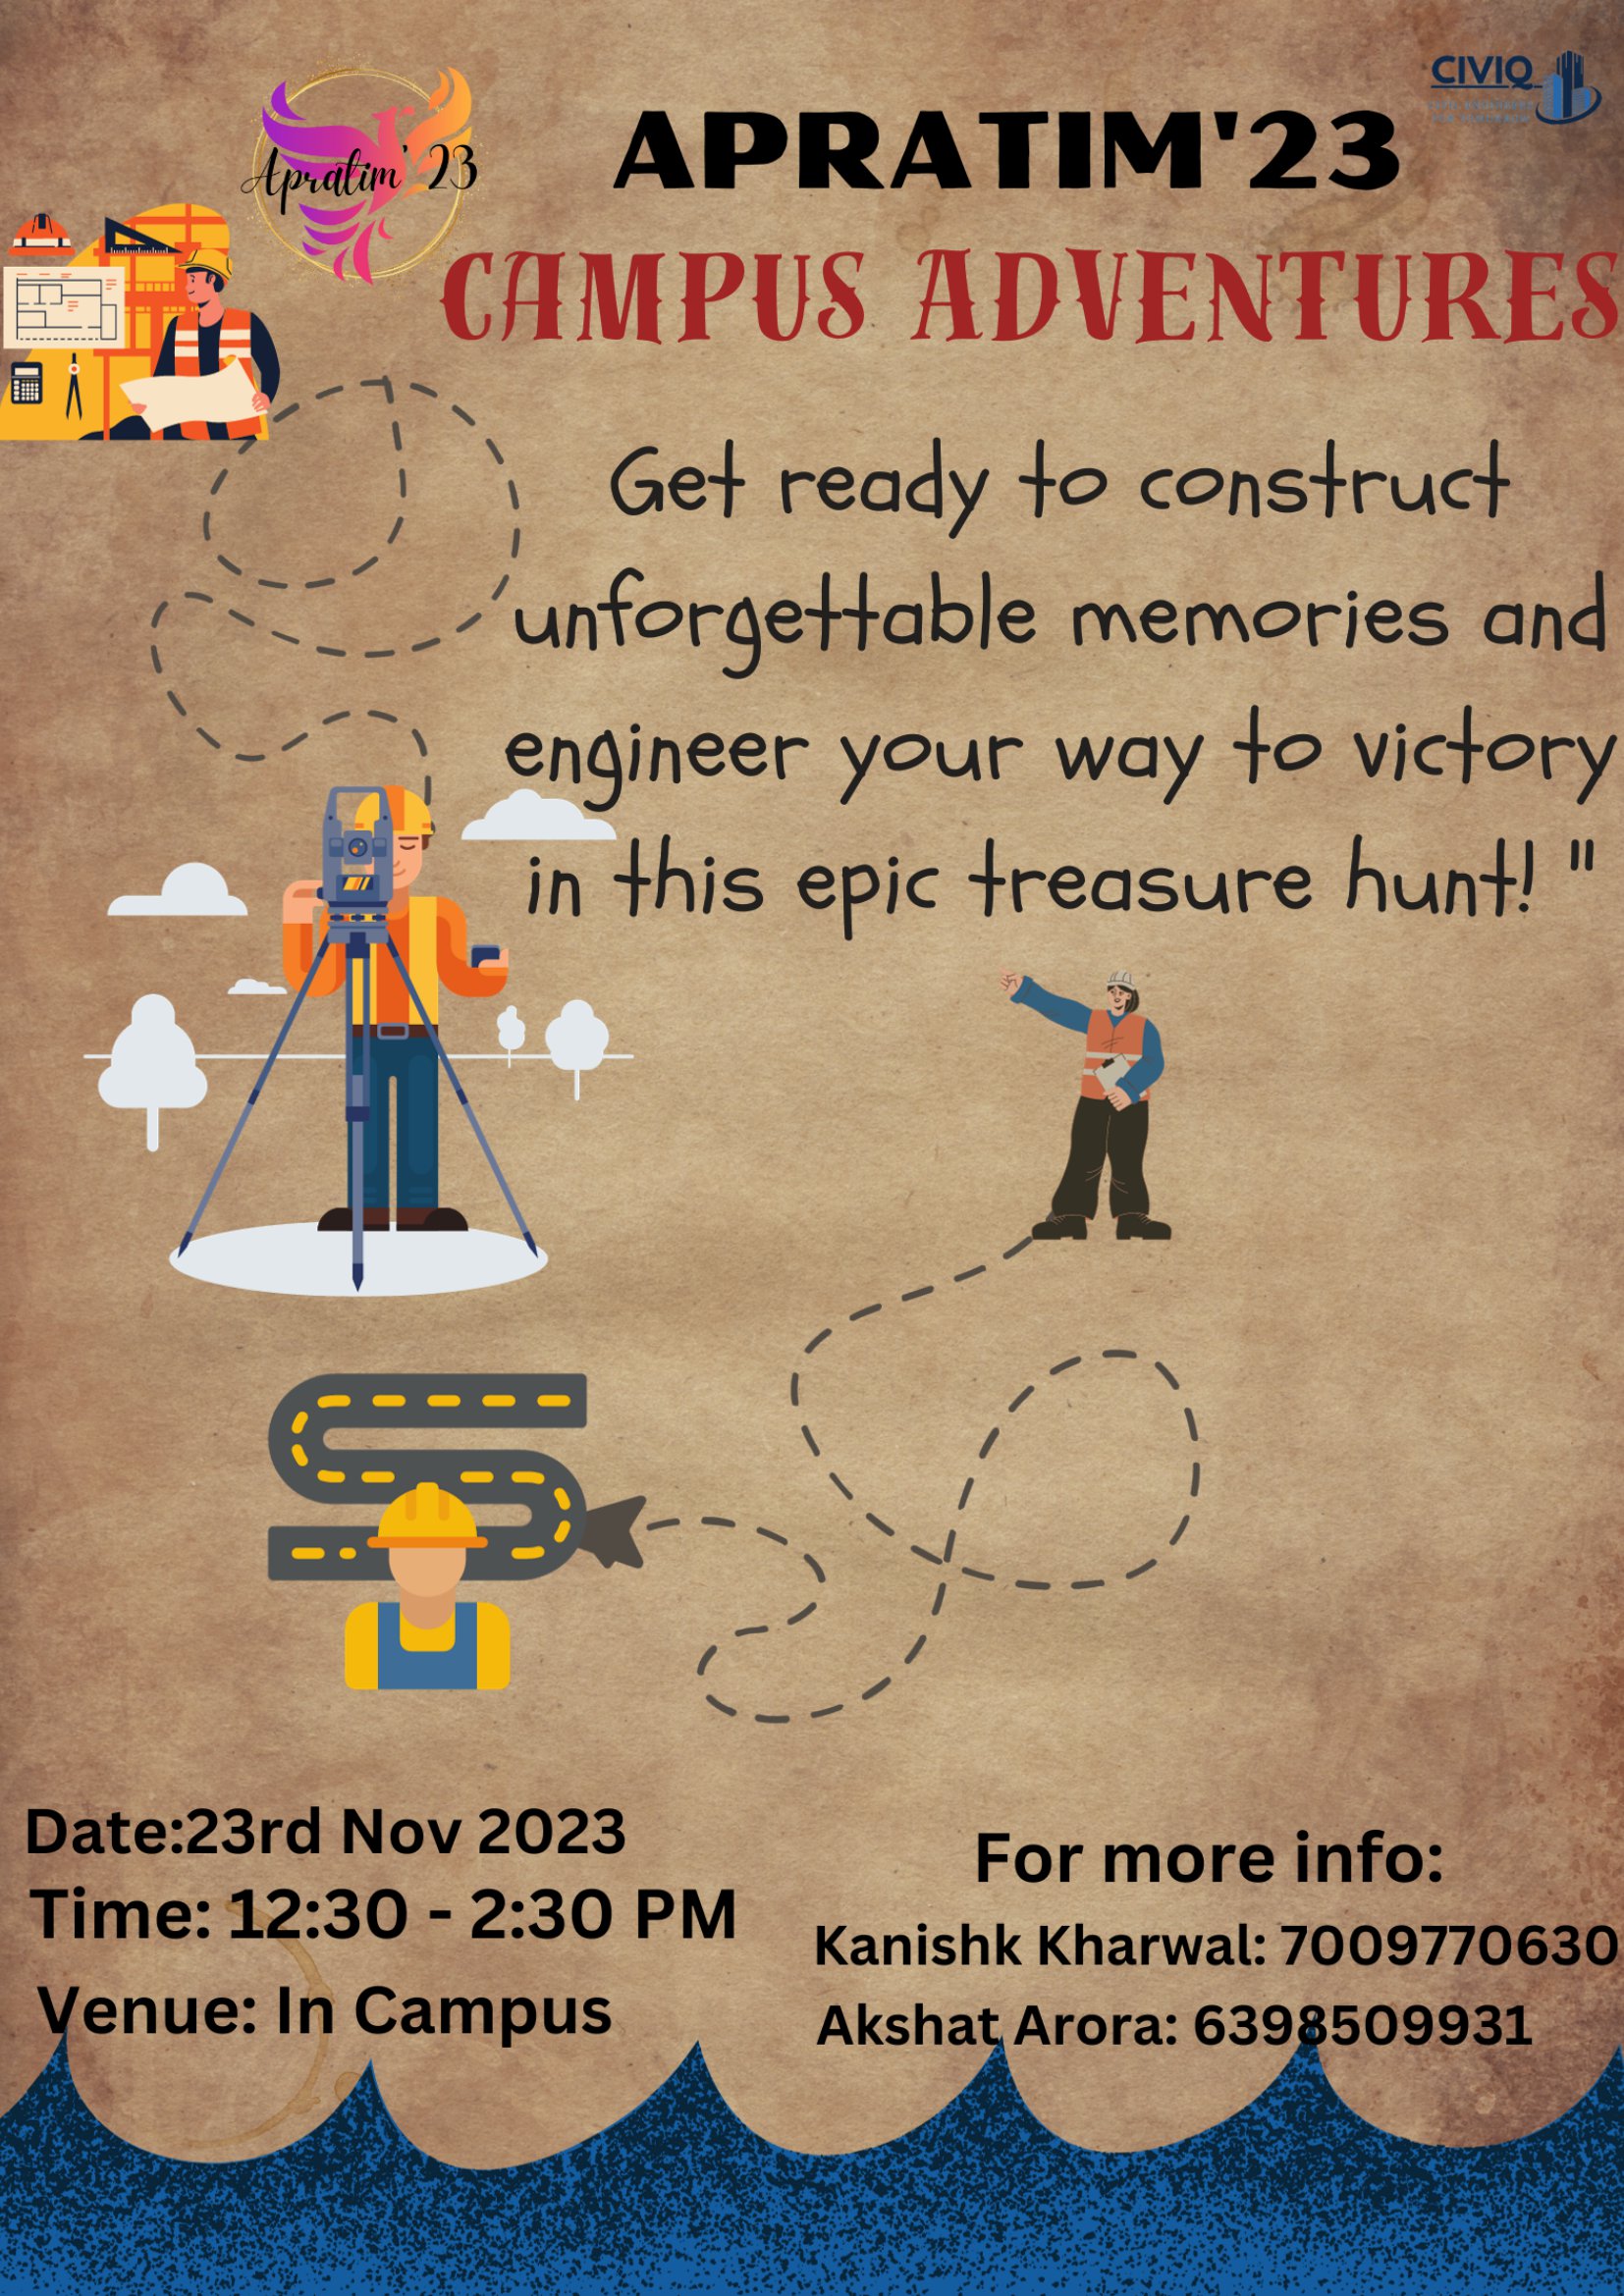 CIVIQ
Apratim'23
APRATIM'23
CAMPUS ADVENTURES
Get ready to construct
unforgettable memories and
engineer your way to victory
in this epic treasure hunt! "
Date:23rd Nov 2023
Time: 12:30 - 2:30 PM
Venue: In Campus
For more info:
Kanishk Kharwal: 7009770630
Akshat Arora: 6398509931